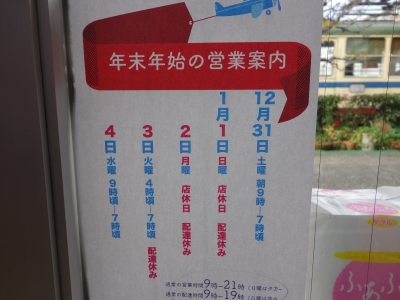 年末年始の営業案内
12月31日 土曜 朝9時-7時
1月1日 日曜 店休日 配達休み
2日 月曜 店休日 配達休み
3日 火曜 4時頃-7時 配達休み
4日 水曜 9時頃-7時頃
通常の営業時間 9時-21時
通常の配達時間 9時-19時
ふぁふぁ